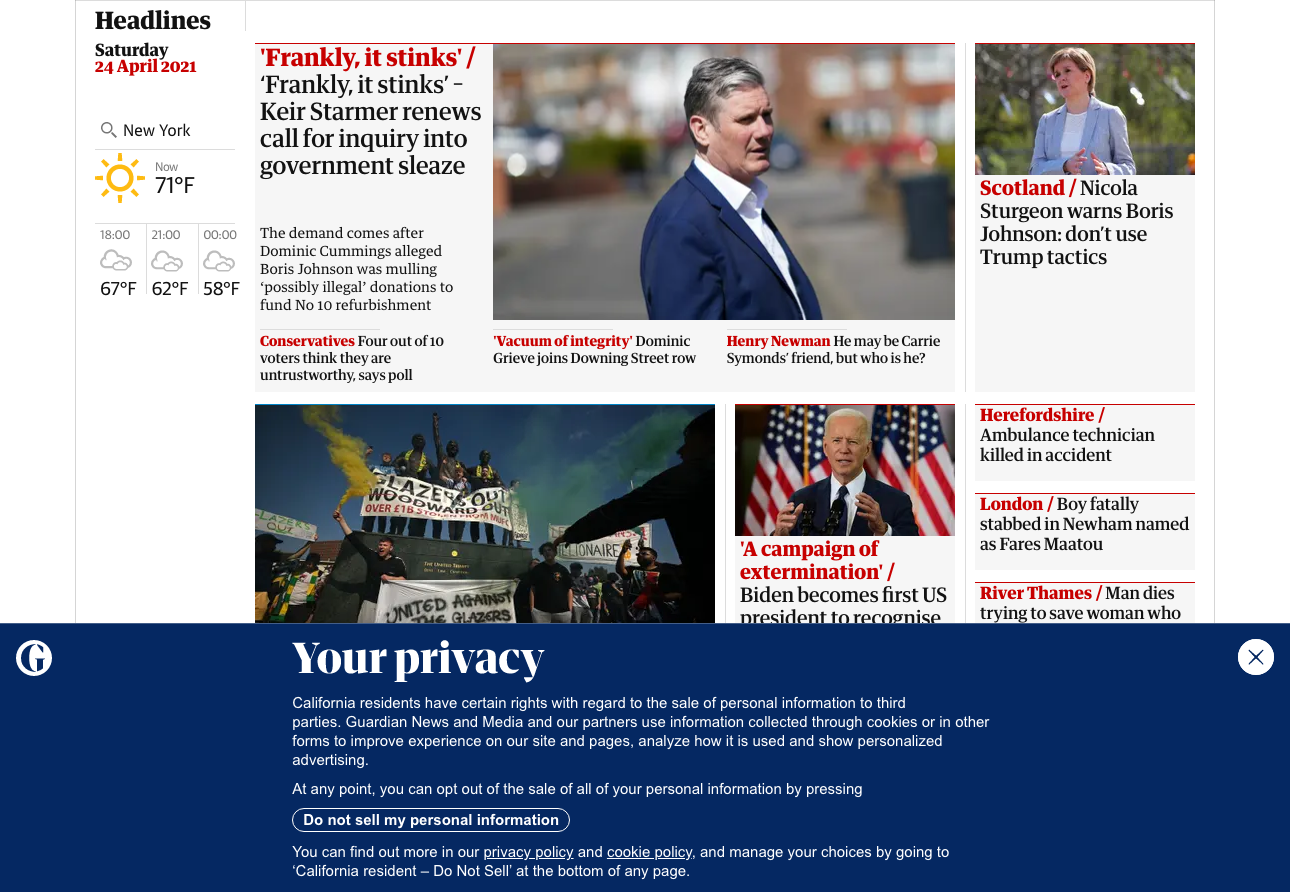 Headlines
Saturday
24 April 2021
New York
Now
71°F
18:00
21:00
00:00
67°F
62°F
58°F
'Frankly, it stinks' /
‘Frankly, it stinks’ –
Keir Starmer renews
call for inquiry into
government sleaze
The demand comes after
Dominic Cummings alleged
Boris Johnson was mulling
‘possibly illegal’ donations to
fund No 10 refurbishment
Conservatives Four out of 10
voters think they are
untrustworthy, says poll
'Vacuum of integrity' Dominic
Grieve joins Downing Street row
Henry Newman He may be Carrie
Symonds’ friend, but who is he?
Scotland / Nicola
Sturgeon warns Boris
Johnson: don’t use
Trump tactics
GLAZERS OUT
WOODWARD OUT
OVER £1B STOLEN FROM MUFC
GLAZERS
OUT
THE UNITED TRINITY
UNITED AGAINST
'A campaign of
extermination' /
Biden becomes first US
president to recognise
Herefordshire /
Ambulance technician
killed in accident
London / Boy fatally
stabbed in Newham named
as Fares Maatou
River Thames / Man dies
trying to save woman who
G
Your privacy
California residents have certain rights with regard to the sale of personal information to third
parties. Guardian News and Media and our partners use information collected through cookies or in other
forms to improve experience on our site and pages, analyze how it is used and show personalized
advertising.
At any point, you can opt out of the sale of all of your personal information by pressing
Do not sell my personal information
You can find out more in our privacy policy and cookie policy, and manage your choices by going to
‘California resident – Do Not Sell’ at the bottom of any page.